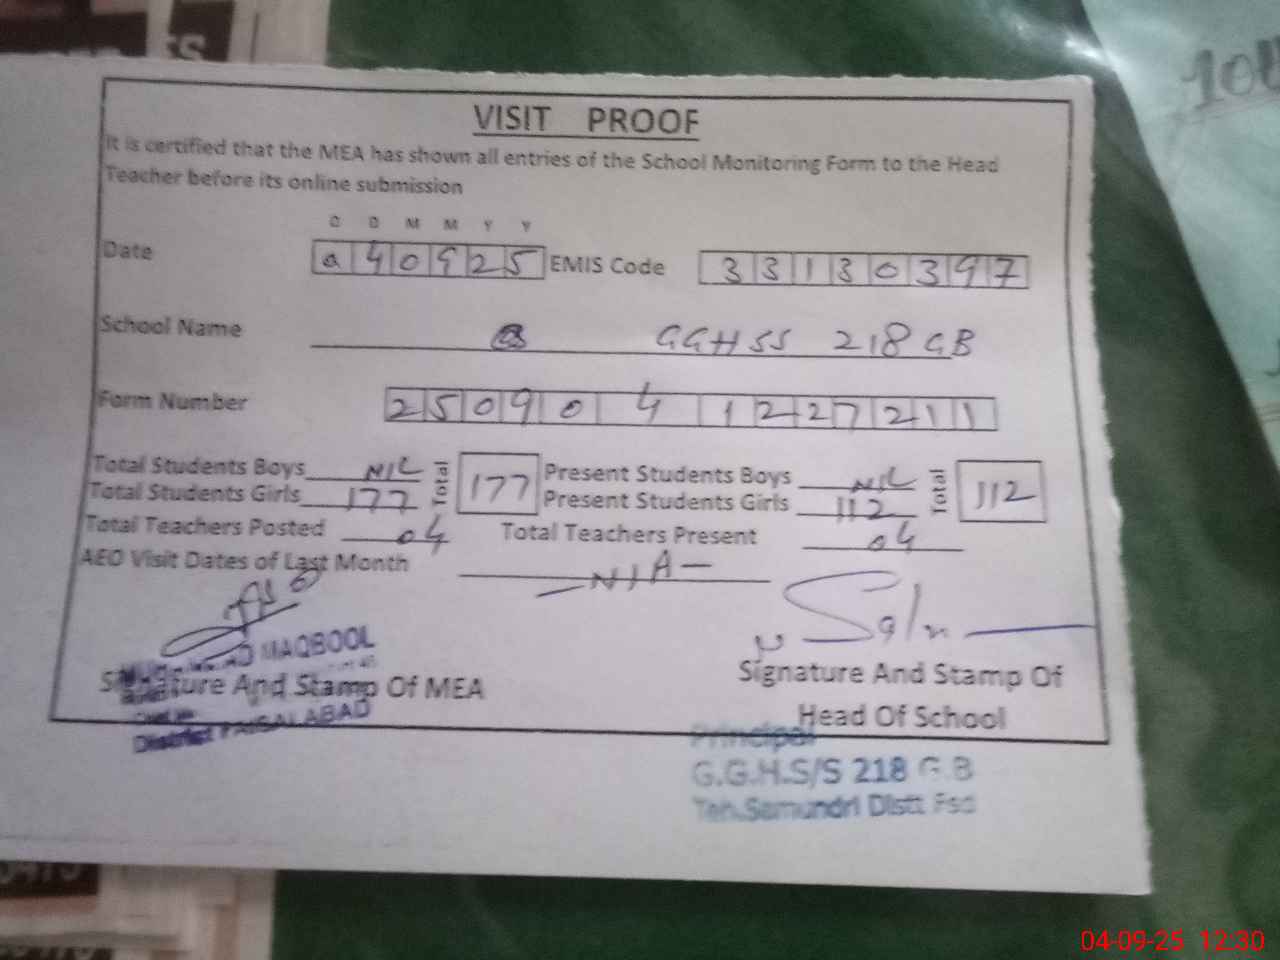 VISIT PROOF
It is certified that the MEA has shown all entries of the School Monitoring Form to the Head
Teacher before its online submission
D D M M Y Y
Date 040925 EMIS Code 33130397
School Name GGHSS 218 GB
Form Number 25090 4 1227211
Total Students Boys NIL Total 177 Present Students Boys NIL Total 112
Total Students Girls 177 Present Students Girls 112
Total Teachers Posted 04 Total Teachers Present 04
AEO Visit Dates of Last Month —N/A—
MAQBOOL
Signature And Stamp Of MEA
District FAISALABAD
Signature And Stamp Of
Head Of School
Principal
G.G.H.S/S 218 G.B
Teh.Samundri Distt Fsd
04-09-25 12:30